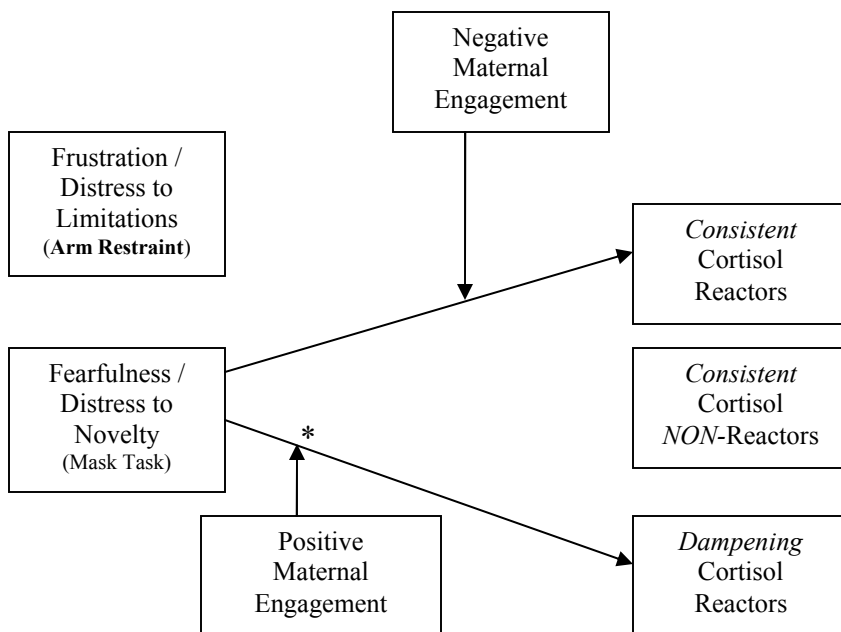 Negative
Maternal
Engagement
Frustration /
Distress to
Limitations
(Arm Restraint)
Consistent
Cortisol
Reactors
Fearfulness /
Distress to
Novelty
(Mask Task)
*
Consistent
Cortisol
NON-Reactors
Positive
Maternal
Engagement
Dampening
Cortisol
Reactors